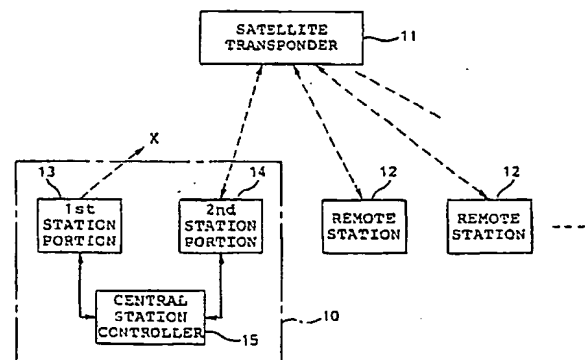 SATELLITE
TRANSPONDER
11
X
13
14
12
12
1st
STATION
PORTION
2nd
STATION
PORTION
REMOTE
STATION
REMOTE
STATION
CENTRAL
STATION
CONTROLLER
15
10